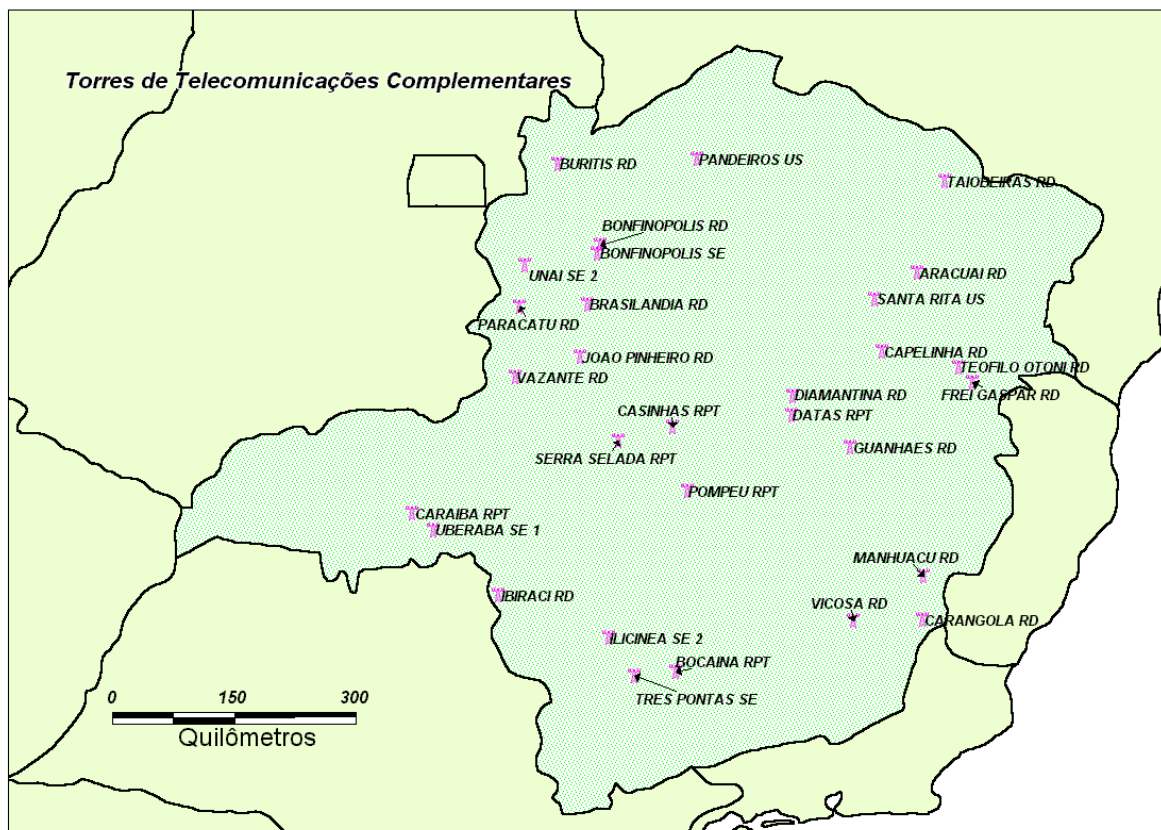 Torres de Telecomunicações Complementares
BURITIS RD
PANDEIROS US
TAIOBEIRAS RD
BONFINOPOLIS RD
BONFINOPOLIS SE
UNAI SE 2
ARACUAI RD
SANTA RITA US
BRASILANDIA RD
PARACATU RD
JOAO PINHEIRO RD
CAPELINHA RD
TEOFILO OTONI RD
VAZANTE RD
FREI GASPAR RD
DIAMANTINA RD
CASINHAS RPT
DATAS RPT
GUANHAES RD
SERRA SELADA RPT
POMPEU RPT
CARAIBA RPT
UBERABA SE 1
MANHUACU RD
IBIRACI RD
VICOSA RD
CARANGOLA RD
ILICINEA SE 2
BOCAINA RPT
TRES PONTAS SE
0 150 300
Quilômetros